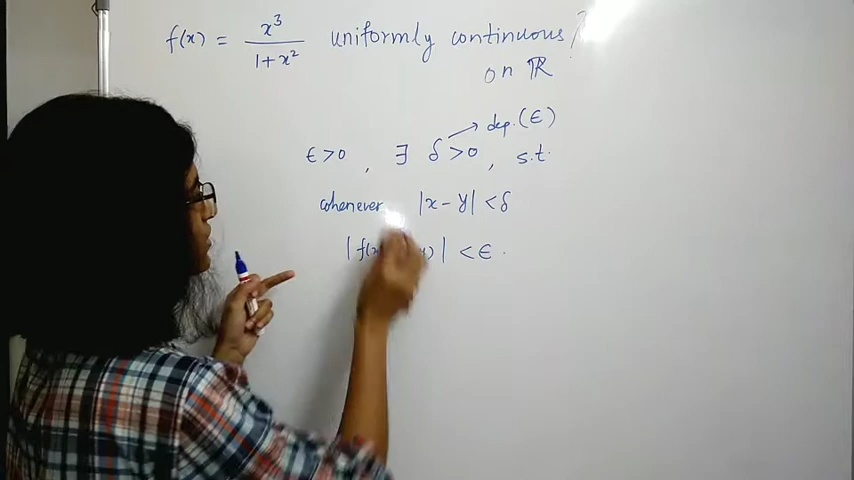 f(x) = x³ / 1+x² uniformly continuous?
on ℝ
→ dep. (ϵ)
ϵ>0 , ∃ δ>0, s.t.
whenever |x-y| <δ
|f(x) y)| <ϵ.